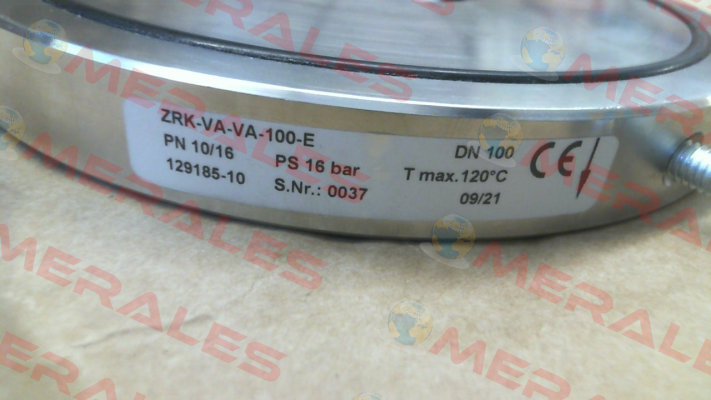 ZRK-VA-VA-100-E
PN 10/16 PS 16 bar DN 100
129185-10 S.Nr.: 0037 T max.120°C
09/21
CE
MERALES
MERALES
MERALES
MERALES
MERALES
MERALES